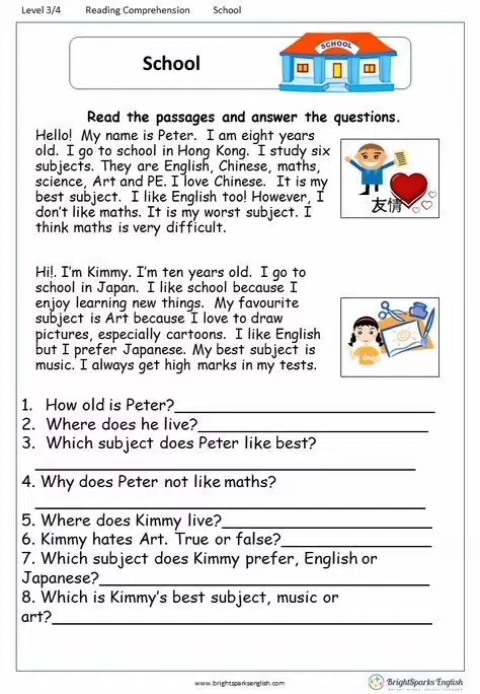 Level 3/4 Reading Comprehension School
SCHOOL
School
Read the passages and answer the questions.
Hello! My name is Peter. I am eight years
old. I go to school in Hong Kong. I study six
subjects. They are English, Chinese, maths,
science, Art and PE. I love Chinese. It is my
best subject. I like English too! However, I
don't like maths. It is my worst subject. I
think maths is very difficult.
友情
Hi!. I'm Kimmy. I'm ten years old. I go to
school in Japan. I like school because I
enjoy learning new things. My favourite
subject is Art because I love to draw
pictures, especially cartoons. I like English
but I prefer Japanese. My best subject is
music. I always get high marks in my tests.
1. How old is Peter?
2. Where does he live?
3. Which subject does Peter like best?
4. Why does Peter not like maths?
5. Where does Kimmy live?
6. Kimmy hates Art. True or false?
7. Which subject does Kimmy prefer, English or
Japanese?
8. Which is Kimmy's best subject, music or
art?
www.brightsparksenglish.com
BrightSparks English